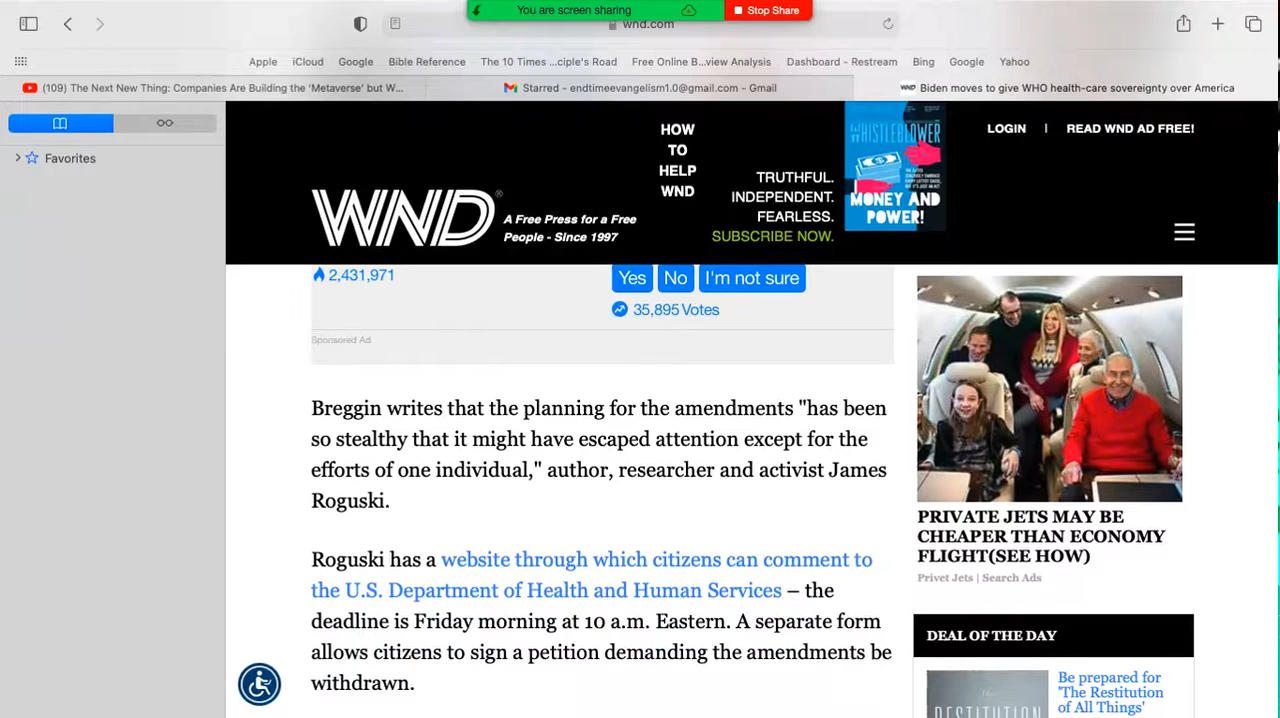 You are screen sharing
Stop Share
wnd.com
Apple
iCloud
Google
Bible Reference
The 10 Times ...ciple's Road
Free Online B...view Analysis
Dashboard - Restream
Bing
Google
Yahoo
(109) The Next New Thing: Companies Are Building the 'Metaverse' but W...
Starred - endtimeevangelism1.0@gmail.com - Gmail
WND Biden moves to give WHO health-care sovereignty over America
Favorites
WND®
A Free Press for a Free
People - Since 1997
HOW
TO
HELP
WND
TRUTHFUL.
INDEPENDENT.
FEARLESS.
SUBSCRIBE NOW.
WHISTLEBLOWER
MONEY AND
POWER!
LOGIN | READ WND AD FREE!
2,431,971
Yes
No
I'm not sure
35,895 Votes
Sponsored Ad
Breggin writes that the planning for the amendments "has been
so stealthy that it might have escaped attention except for the
efforts of one individual," author, researcher and activist James
Roguski.
Roguski has a website through which citizens can comment to
the U.S. Department of Health and Human Services – the
deadline is Friday morning at 10 a.m. Eastern. A separate form
allows citizens to sign a petition demanding the amendments be
withdrawn.
PRIVATE JETS MAY BE
CHEAPER THAN ECONOMY
FLIGHT(SEE HOW)
Privet Jets | Search Ads
DEAL OF THE DAY
RESTITUTION
Be prepared for
'The Restitution
of All Things'